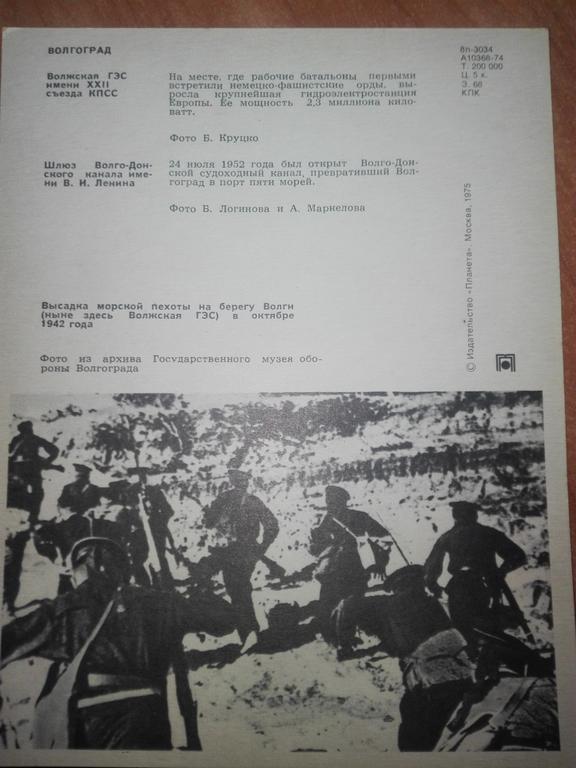 ВОЛГОГРАД
Волжская ГЭС
имени XXII
съезда КПСС
На месте, где рабочие батальоны первыми
встретили немецко-фашистские орды, вы-
росла крупнейшая гидроэлектростанция
Европы. Ее мощность 2,3 миллиона кило-
ватт.
Фото Б. Круцко
Шлюз Волго-Дон-
ского канала име-
ни В. И. Ленина
24 июля 1952 года был открыт Волго-Дон-
ской судоходный канал, превративший Вол-
гоград в порт пяти морей.
Фото Б. Логинова и А. Маркелова
Высадка морской пехоты на берегу Волги
(ныне здесь Волжская ГЭС) в октябре
1942 года
Фото из архива Государственного музея обо-
роны Волгограда
8п-3034
А10368-74
Т. 200 000
Ц. 5 к.
З. 68
КПК
© Издательство «Планета». Москва, 1975